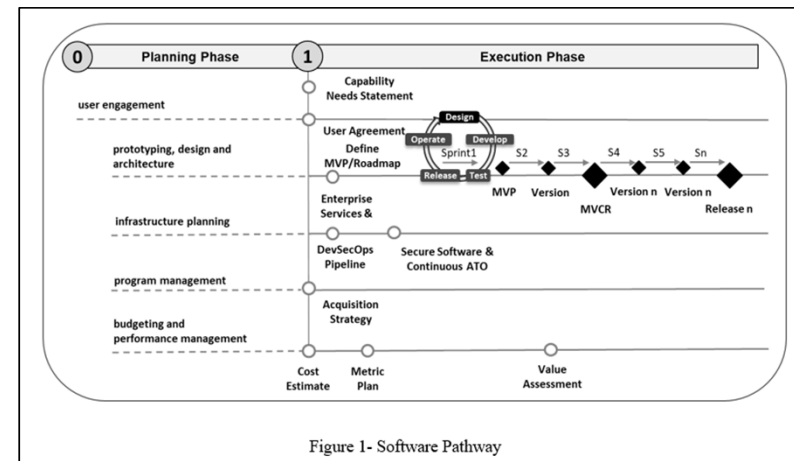 0
Planning Phase
1
Execution Phase
Capability
Needs Statement
user engagement
User Agreement
Define
MVP/Roadmap
prototyping, design and
architecture
Design
Operate
Develop
Sprint1
Release
Test
S2
S3
S4
S5
Sn
MVP
Version
MVCR
Version n
Version n
Release n
Enterprise
Services &
infrastructure planning
DevSecOps
Pipeline
Secure Software &
Continuous ATO
program management
Acquisition
Strategy
budgeting and
performance management
Cost
Estimate
Metric
Plan
Value
Assessment
Figure 1- Software Pathway